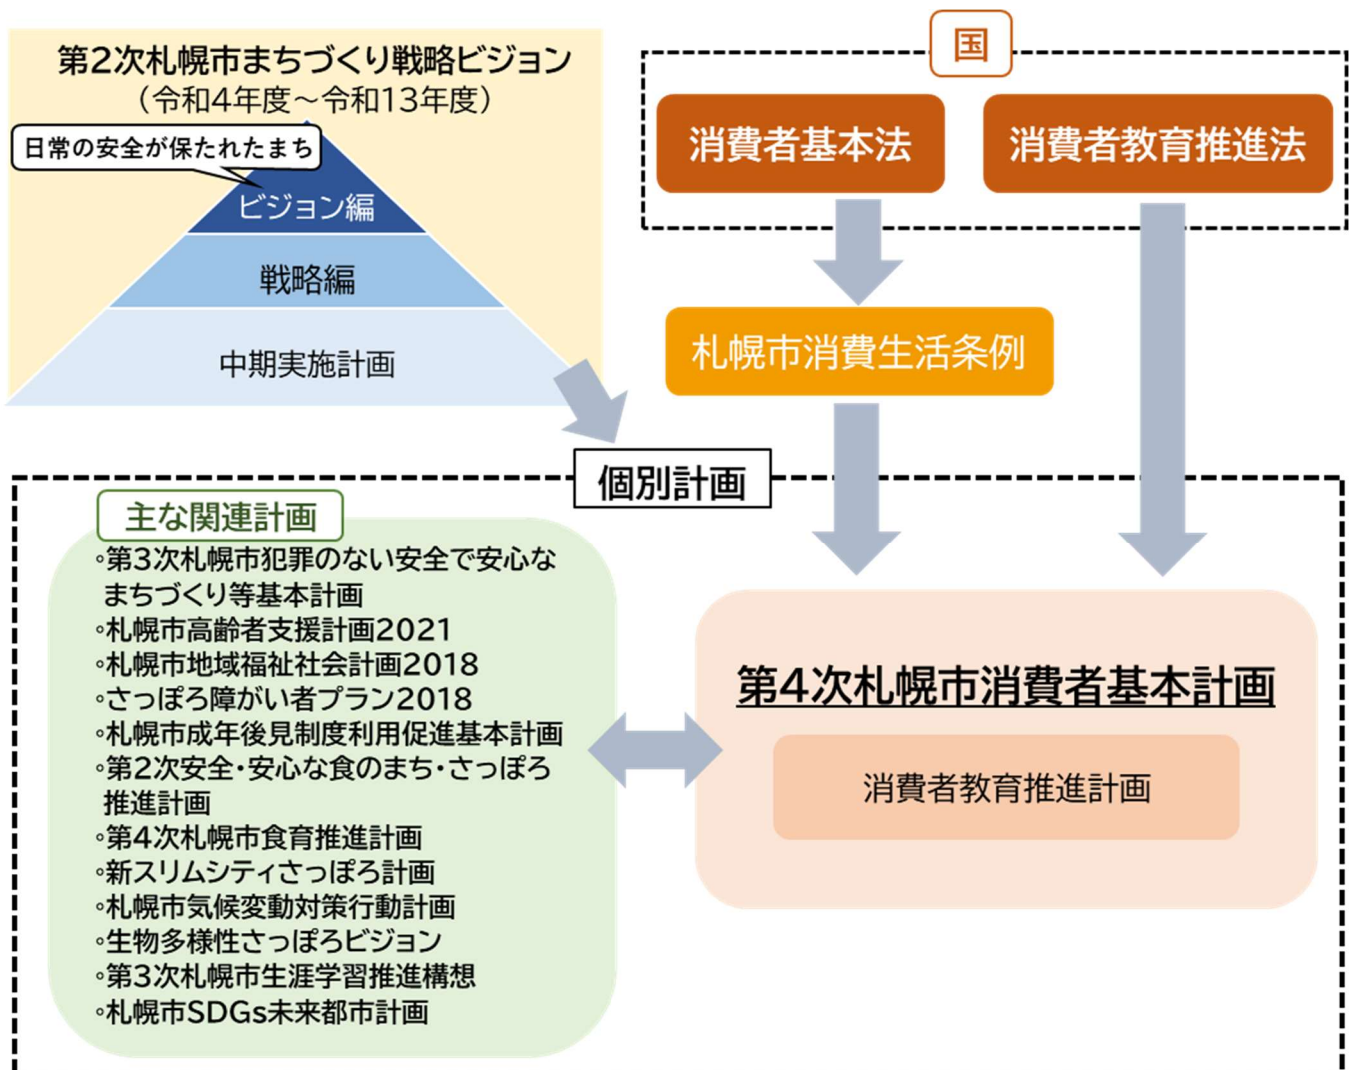 第2次札幌市まちづくり戦略ビジョン
（令和4年度～令和13年度）
日常の安全が保たれたまち
ビジョン編
戦略編
中期実施計画
国
消費者基本法
消費者教育推進法
札幌市消費生活条例
個別計画
主な関連計画
◦第3次札幌市犯罪のない安全で安心な
まちづくり等基本計画
◦札幌市高齢者支援計画2021
◦札幌市地域福祉社会計画2018
◦さっぽろ障がい者プラン2018
◦札幌市成年後見制度利用促進基本計画
◦第2次安全・安心な食のまち・さっぽろ
推進計画
◦第4次札幌市食育推進計画
◦新スリムシティさっぽろ計画
◦札幌市気候変動対策行動計画
◦生物多様性さっぽろビジョン
◦第3次札幌市生涯学習推進構想
◦札幌市SDGs未来都市計画
第4次札幌市消費者基本計画
消費者教育推進計画